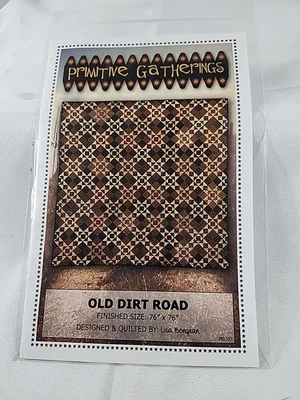 PRIMITIVE GATHERINGS
OLD DIRT ROAD
FINISHED SIZE: 76" x 76"
DESIGNED & QUILTED BY: Lisa Bongean